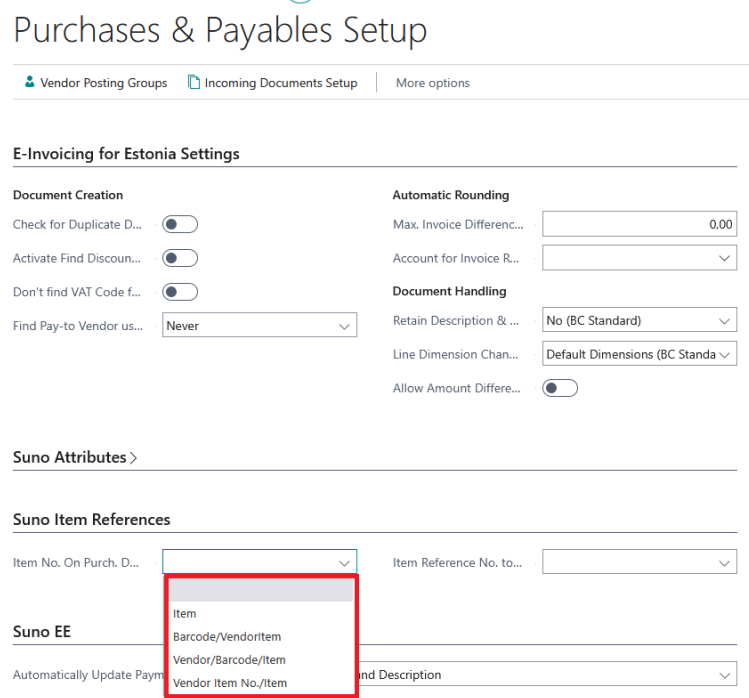 Purchases & Payables Setup
Vendor Posting Groups Incoming Documents Setup More options
E-Invoicing for Estonia Settings
Document Creation
Check for Duplicate D...
Activate Find Discoun...
Don't find VAT Code f...
Find Pay-to Vendor us... Never
Automatic Rounding
Max. Invoice Differenc... 0,00
Account for Invoice R...
Document Handling
Retain Description & ... No (BC Standard)
Line Dimension Chan... Default Dimensions (BC Standa
Allow Amount Differe...
Suno Attributes
Suno Item References
Item No. On Purch. D...
Item Reference No. to...
Item
Barcode/VendorItem
Vendor/Barcode/Item
Vendor Item No./Item
Suno EE
Automatically Update Paym nd Description